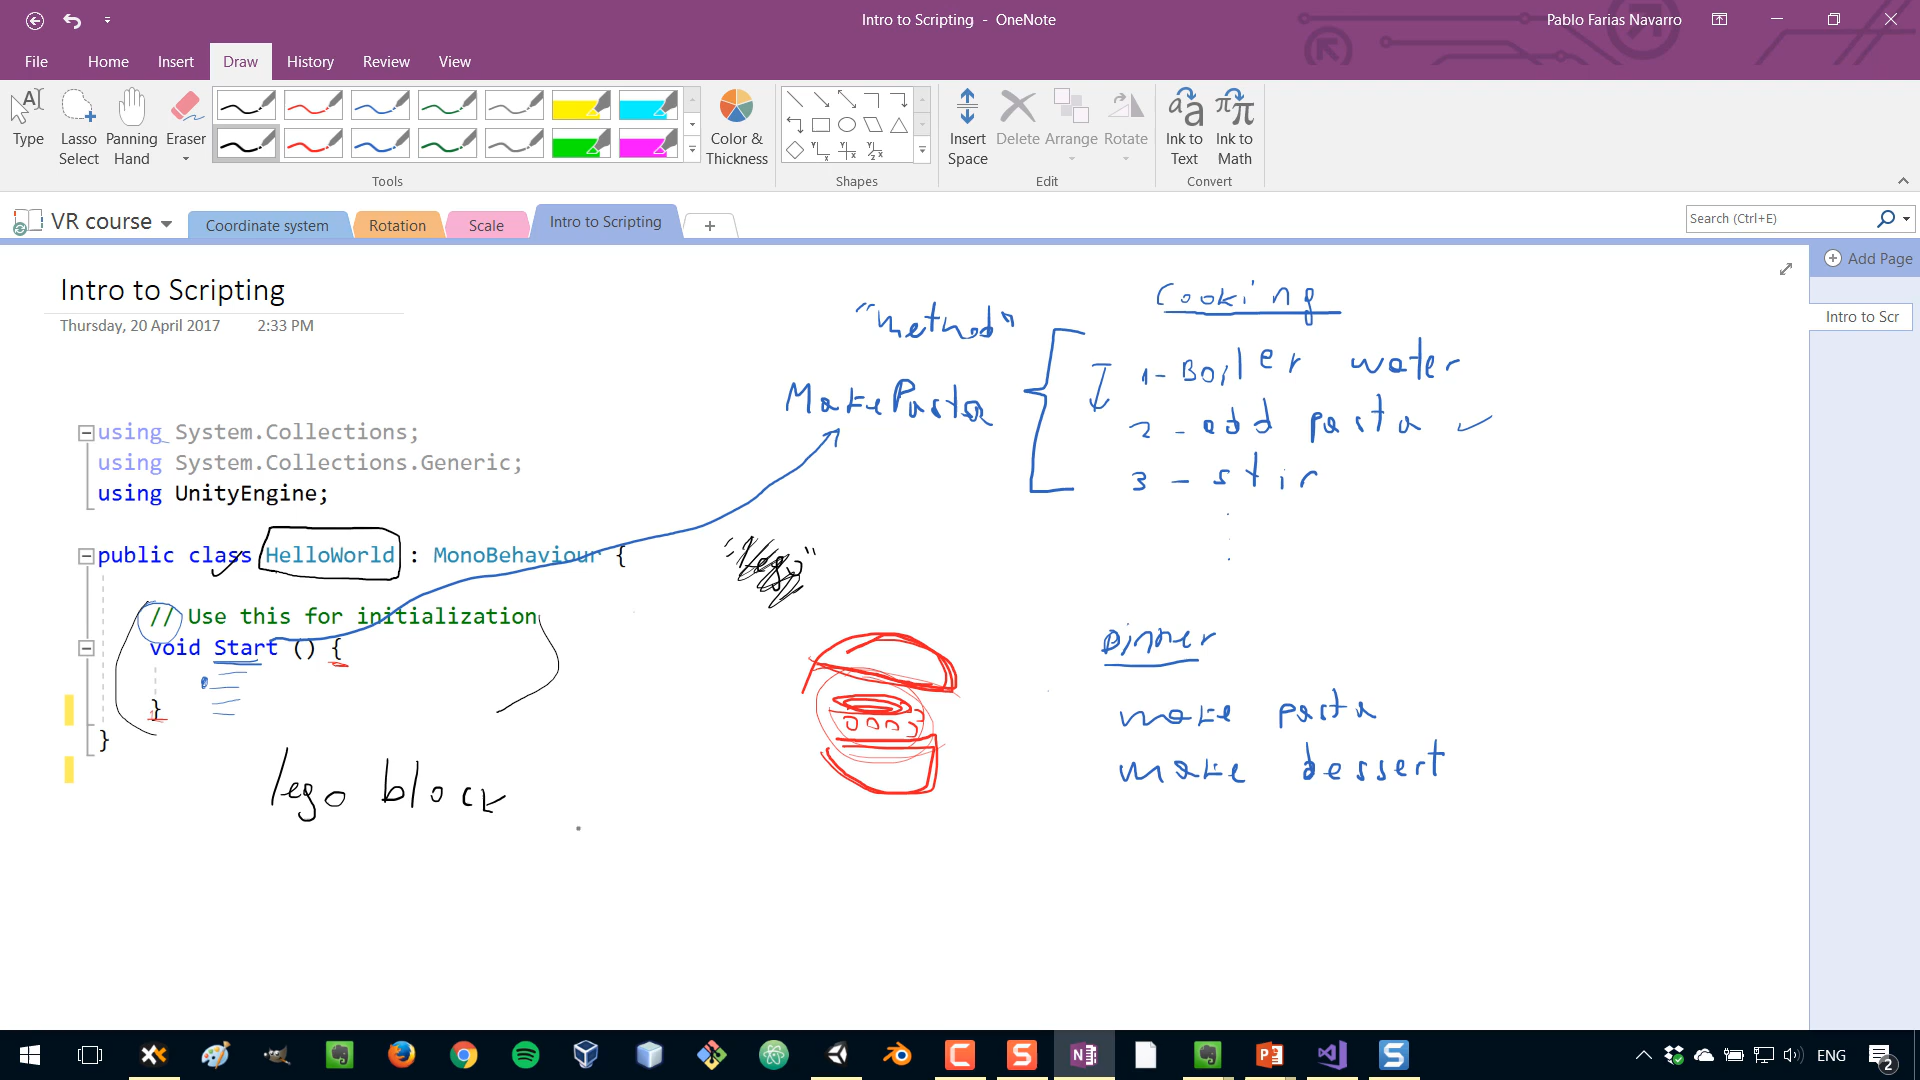 Intro to Scripting - OneNote
Pablo Farias Navarro
File Home Insert Draw History Review View
Type
Lasso Select
Panning Hand
Eraser
Color & Thickness
Insert Space
Delete
Arrange
Rotate
Ink to Text
Ink to Math
Tools
Shapes
Edit
Convert
VR course
Coordinate system
Rotation
Scale
Intro to Scripting
+
Search (Ctrl+E)
Add Page
Intro to Scr
Intro to Scripting
Thursday, 20 April 2017 2:33 PM
using System.Collections;
using System.Collections.Generic;
using UnityEngine;
public class HelloWorld : MonoBehaviour {
// Use this for initialization
void Start () {
}
}
lego block
"method"
MakePasta
Cooking
1 - Boiler water
2 - add pasta
3 - stir
Dinner
make pasta
make dessert
ENG
2